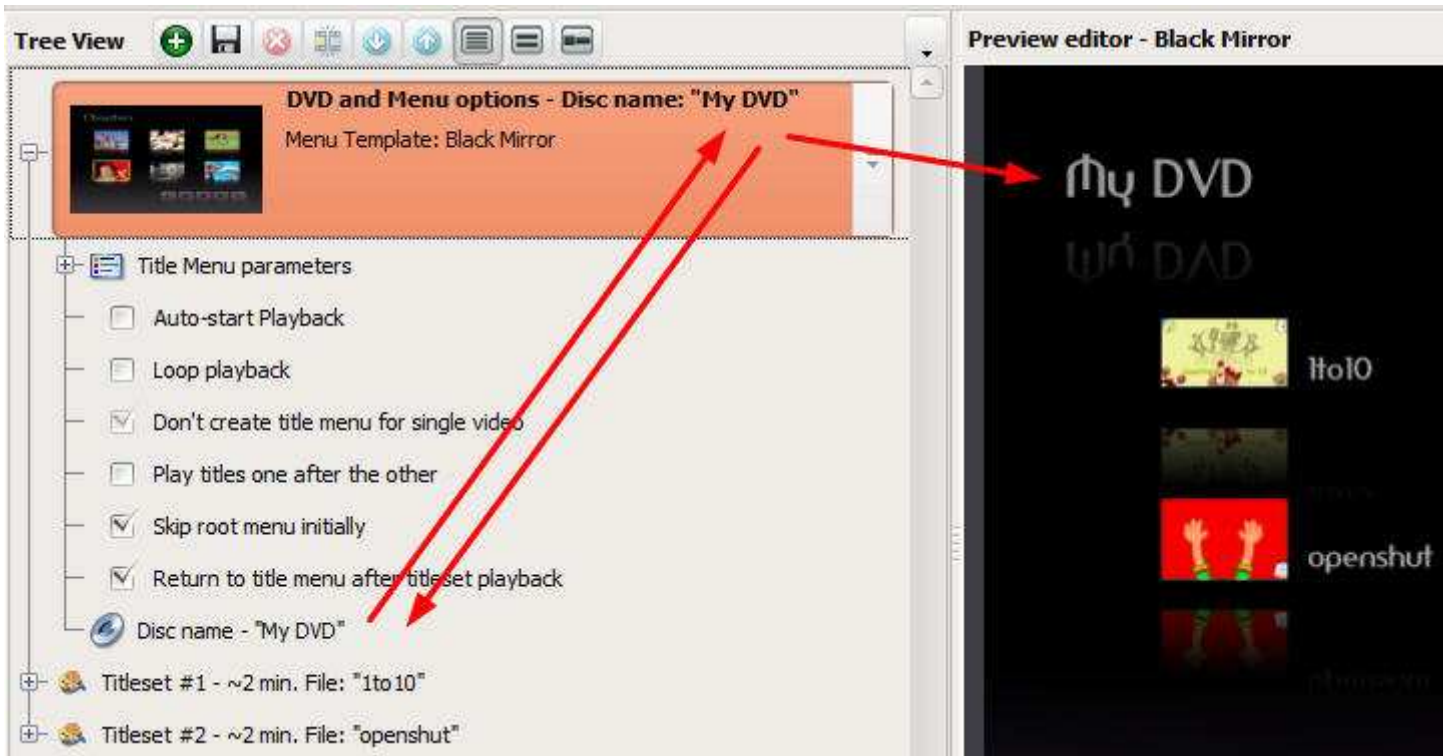 Tree View
Preview editor - Black Mirror
DVD and Menu options - Disc name: "My DVD"
Menu Template: Black Mirror
Title Menu parameters
Auto-start Playback
Loop playback
Don't create title menu for single video
Play titles one after the other
Skip root menu initially
Return to title menu after titleset playback
Disc name - "My DVD"
Titleset #1 - ~2 min. File: "1to10"
Titleset #2 - ~2 min. File: "openshut"
My DVD
1to10
openshut